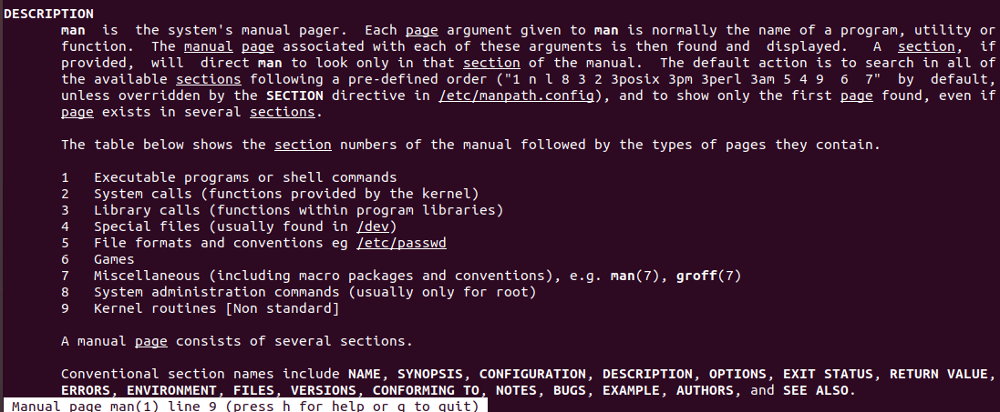 DESCRIPTION
man is the system's manual pager. Each page argument given to man is normally the name of a program, utility or
function. The manual page associated with each of these arguments is then found and displayed. A section, if
provided, will direct man to look only in that section of the manual. The default action is to search in all of
the available sections following a pre-defined order ("1 n l 8 3 2 3posix 3pm 3perl 3am 5 4 9 6 7" by default,
unless overridden by the SECTION directive in /etc/manpath.config), and to show only the first page found, even if
page exists in several sections.
The table below shows the section numbers of the manual followed by the types of pages they contain.
1 Executable programs or shell commands
2 System calls (functions provided by the kernel)
3 Library calls (functions within program libraries)
4 Special files (usually found in /dev)
5 File formats and conventions eg /etc/passwd
6 Games
7 Miscellaneous (including macro packages and conventions), e.g. man(7), groff(7)
8 System administration commands (usually only for root)
9 Kernel routines [Non standard]
A manual page consists of several sections.
Conventional section names include NAME, SYNOPSIS, CONFIGURATION, DESCRIPTION, OPTIONS, EXIT STATUS, RETURN VALUE,
ERRORS, ENVIRONMENT, FILES, VERSIONS, CONFORMING TO, NOTES, BUGS, EXAMPLE, AUTHORS, and SEE ALSO.
Manual page man(1) line 9 (press h for help or q to quit)